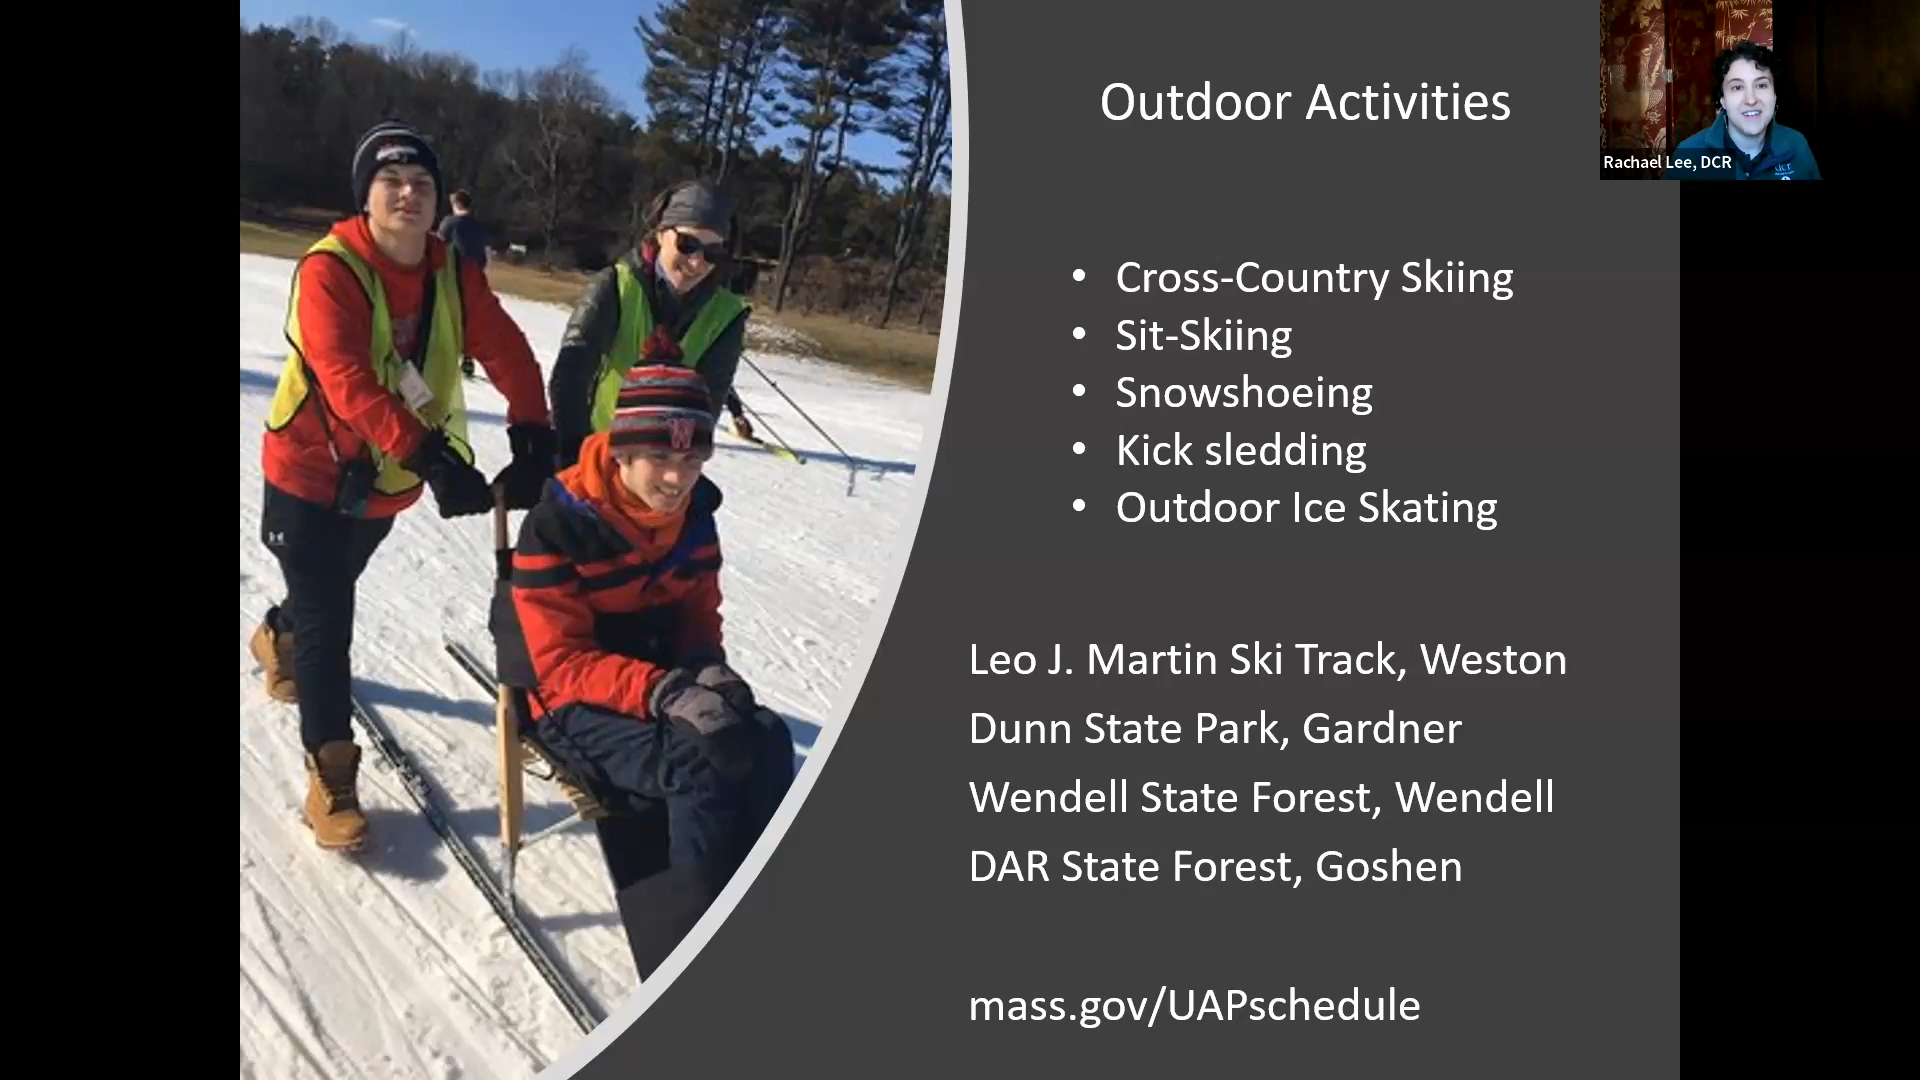 Outdoor Activities
Rachael Lee, DCR
dcr
• Cross-Country Skiing
• Sit-Skiing
• Snowshoeing
• Kick sledding
• Outdoor Ice Skating
W
Leo J. Martin Ski Track, Weston
Dunn State Park, Gardner
Wendell State Forest, Wendell
DAR State Forest, Goshen
mass.gov/UAPschedule